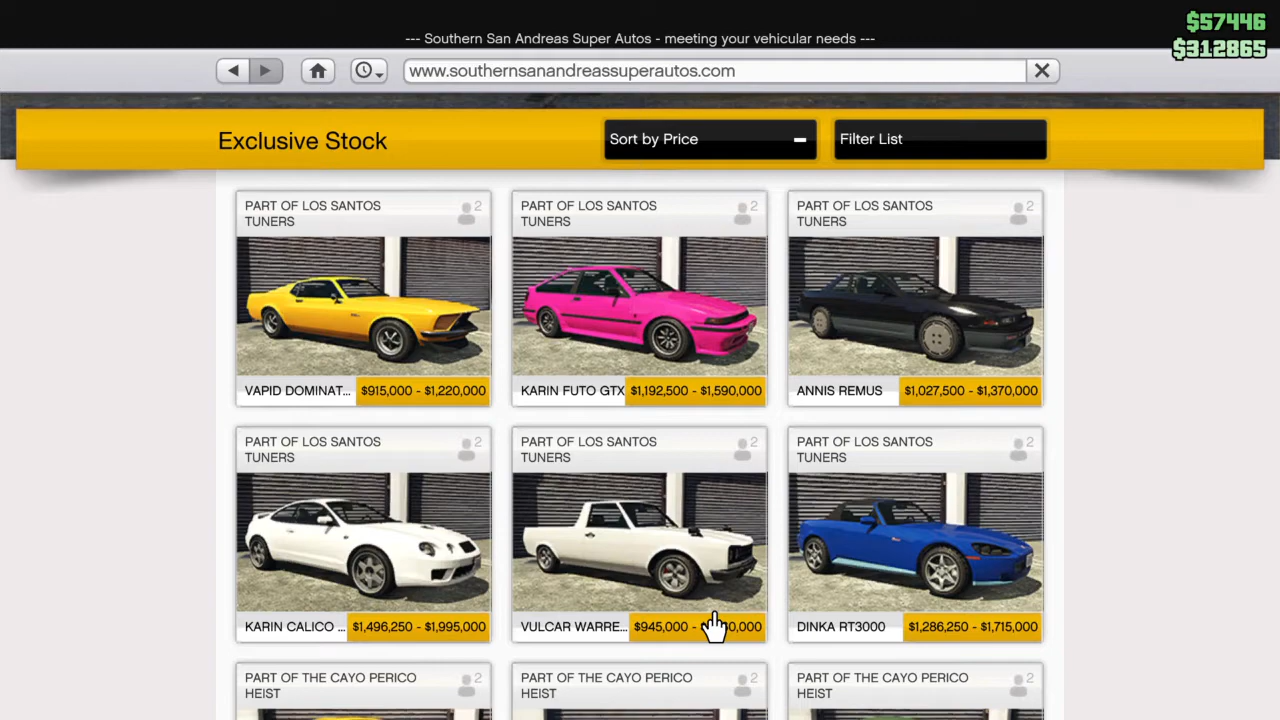 $57446
--- Southern San Andreas Super Autos - meeting your vehicular needs ---
$312865
www.southernsanandreassuperautos.com
Exclusive Stock
Sort by Price
Filter List
PART OF LOS SANTOS
TUNERS
2
VAPID DOMINAT... $915,000 - $1,220,000
PART OF LOS SANTOS
TUNERS
2
KARIN FUTO GTX $1,192,500 - $1,590,000
PART OF LOS SANTOS
TUNERS
2
ANNIS REMUS $1,027,500 - $1,370,000
PART OF LOS SANTOS
TUNERS
2
KARIN CALICO ... $1,496,250 - $1,995,000
PART OF LOS SANTOS
TUNERS
2
VULCAR WARRE... $945,000 -
PART OF LOS SANTOS
TUNERS
2
DINKA RT3000 $1,286,250 - $1,715,000
PART OF THE CAYO PERICO
HEIST
2
PART OF THE CAYO PERICO
HEIST
2
PART OF THE CAYO PERICO
HEIST
2